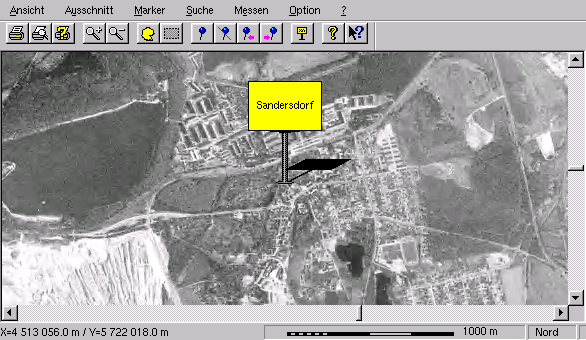 Ansicht Ausschnitt Marker Suche Messen Option ?
Sandersdorf
X=4 513 056.0 m / Y=5 722 018.0 m 1000 m Nord